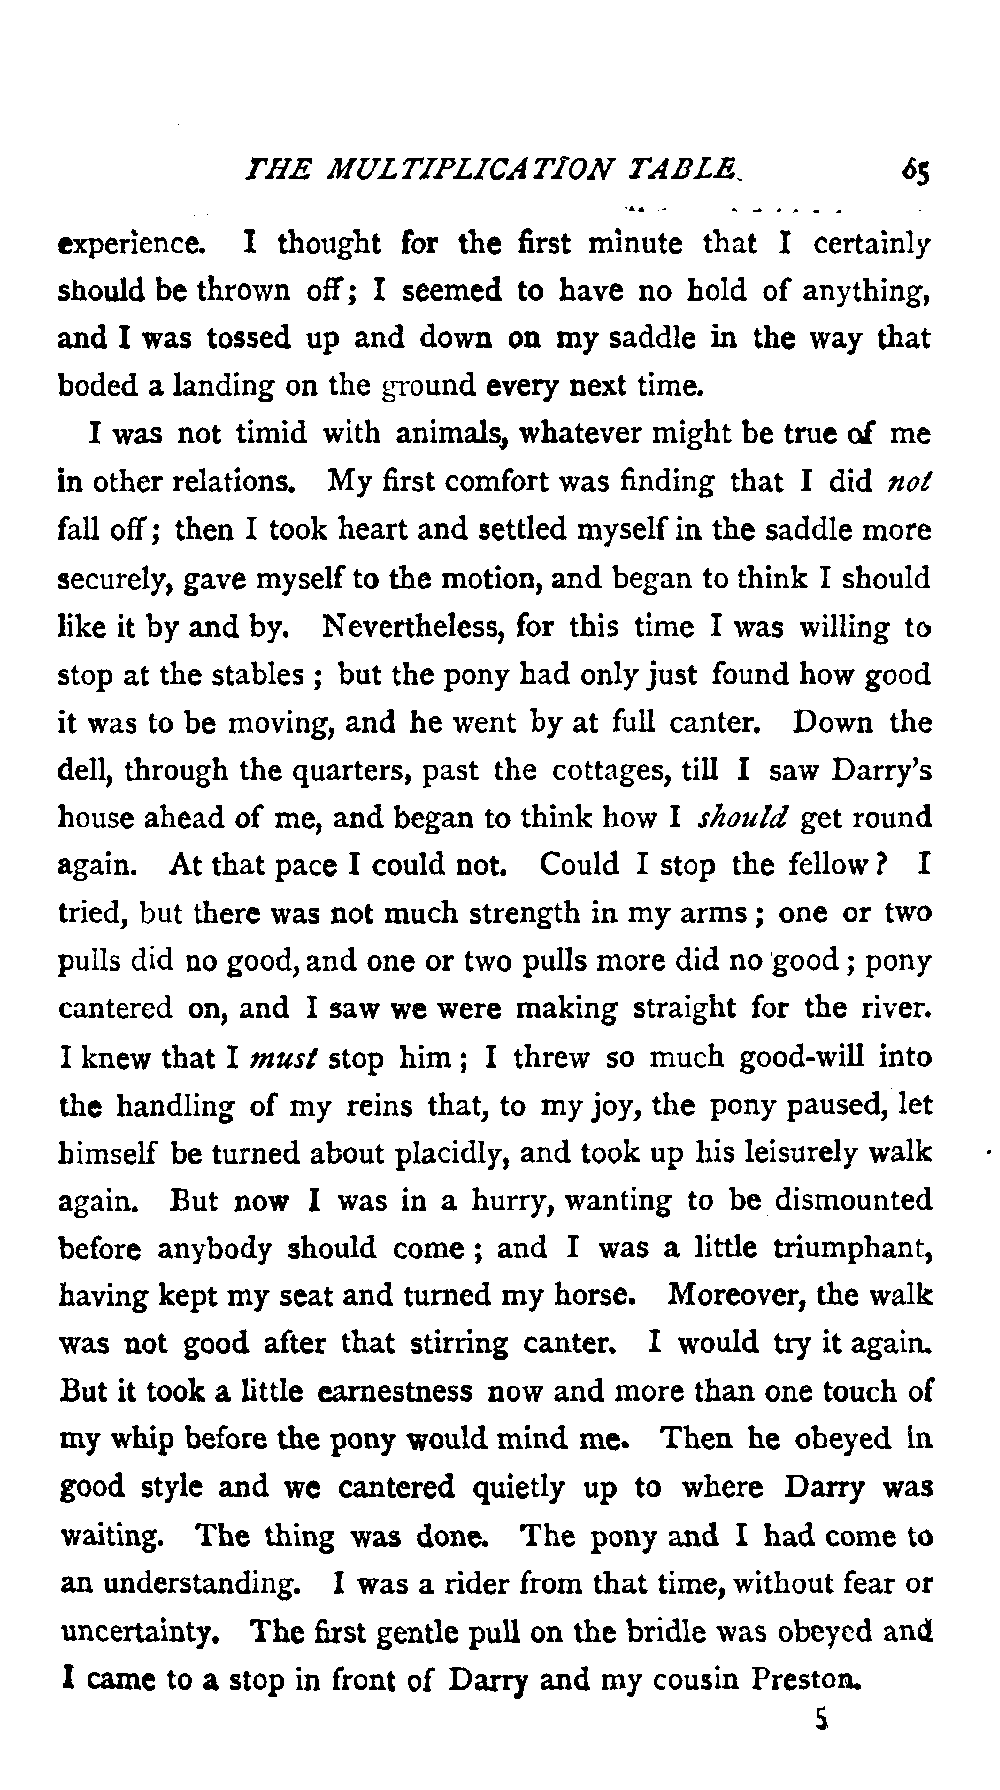 THE MULTIPLICATION TABLE. 65
experience. I thought for the first minute that I certainly
should be thrown off; I seemed to have no hold of anything,
and I was tossed up and down on my saddle in the way that
boded a landing on the ground every next time.
I was not timid with animals, whatever might be true of me
in other relations. My first comfort was finding that I did not
fall off; then I took heart and settled myself in the saddle more
securely, gave myself to the motion, and began to think I should
like it by and by. Nevertheless, for this time I was willing to
stop at the stables ; but the pony had only just found how good
it was to be moving, and he went by at full canter. Down the
dell, through the quarters, past the cottages, till I saw Darry's
house ahead of me, and began to think how I should get round
again. At that pace I could not. Could I stop the fellow ? I
tried, but there was not much strength in my arms ; one or two
pulls did no good, and one or two pulls more did no good ; pony
cantered on, and I saw we were making straight for the river.
I knew that I must stop him ; I threw so much good-will into
the handling of my reins that, to my joy, the pony paused, let
himself be turned about placidly, and took up his leisurely walk
again. But now I was in a hurry, wanting to be dismounted
before anybody should come ; and I was a little triumphant,
having kept my seat and turned my horse. Moreover, the walk
was not good after that stirring canter. I would try it again.
But it took a little earnestness now and more than one touch of
my whip before the pony would mind me. Then he obeyed in
good style and we cantered quietly up to where Darry was
waiting. The thing was done. The pony and I had come to
an understanding. I was a rider from that time, without fear or
uncertainty. The first gentle pull on the bridle was obeyed and
I came to a stop in front of Darry and my cousin Preston.
5